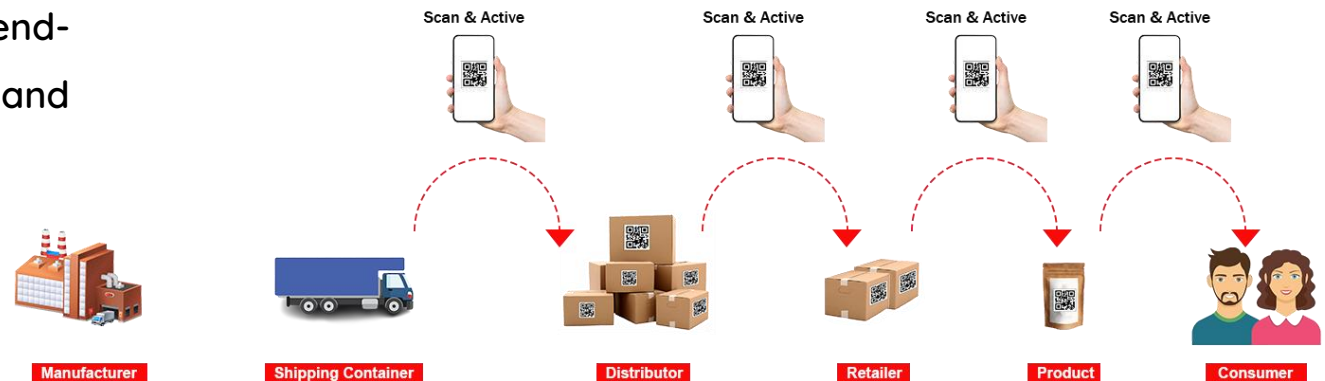 end-
and
Scan & Active Scan & Active Scan & Active Scan & Active
Manufacturer Shipping Container Distributor Retailer Product Consumer